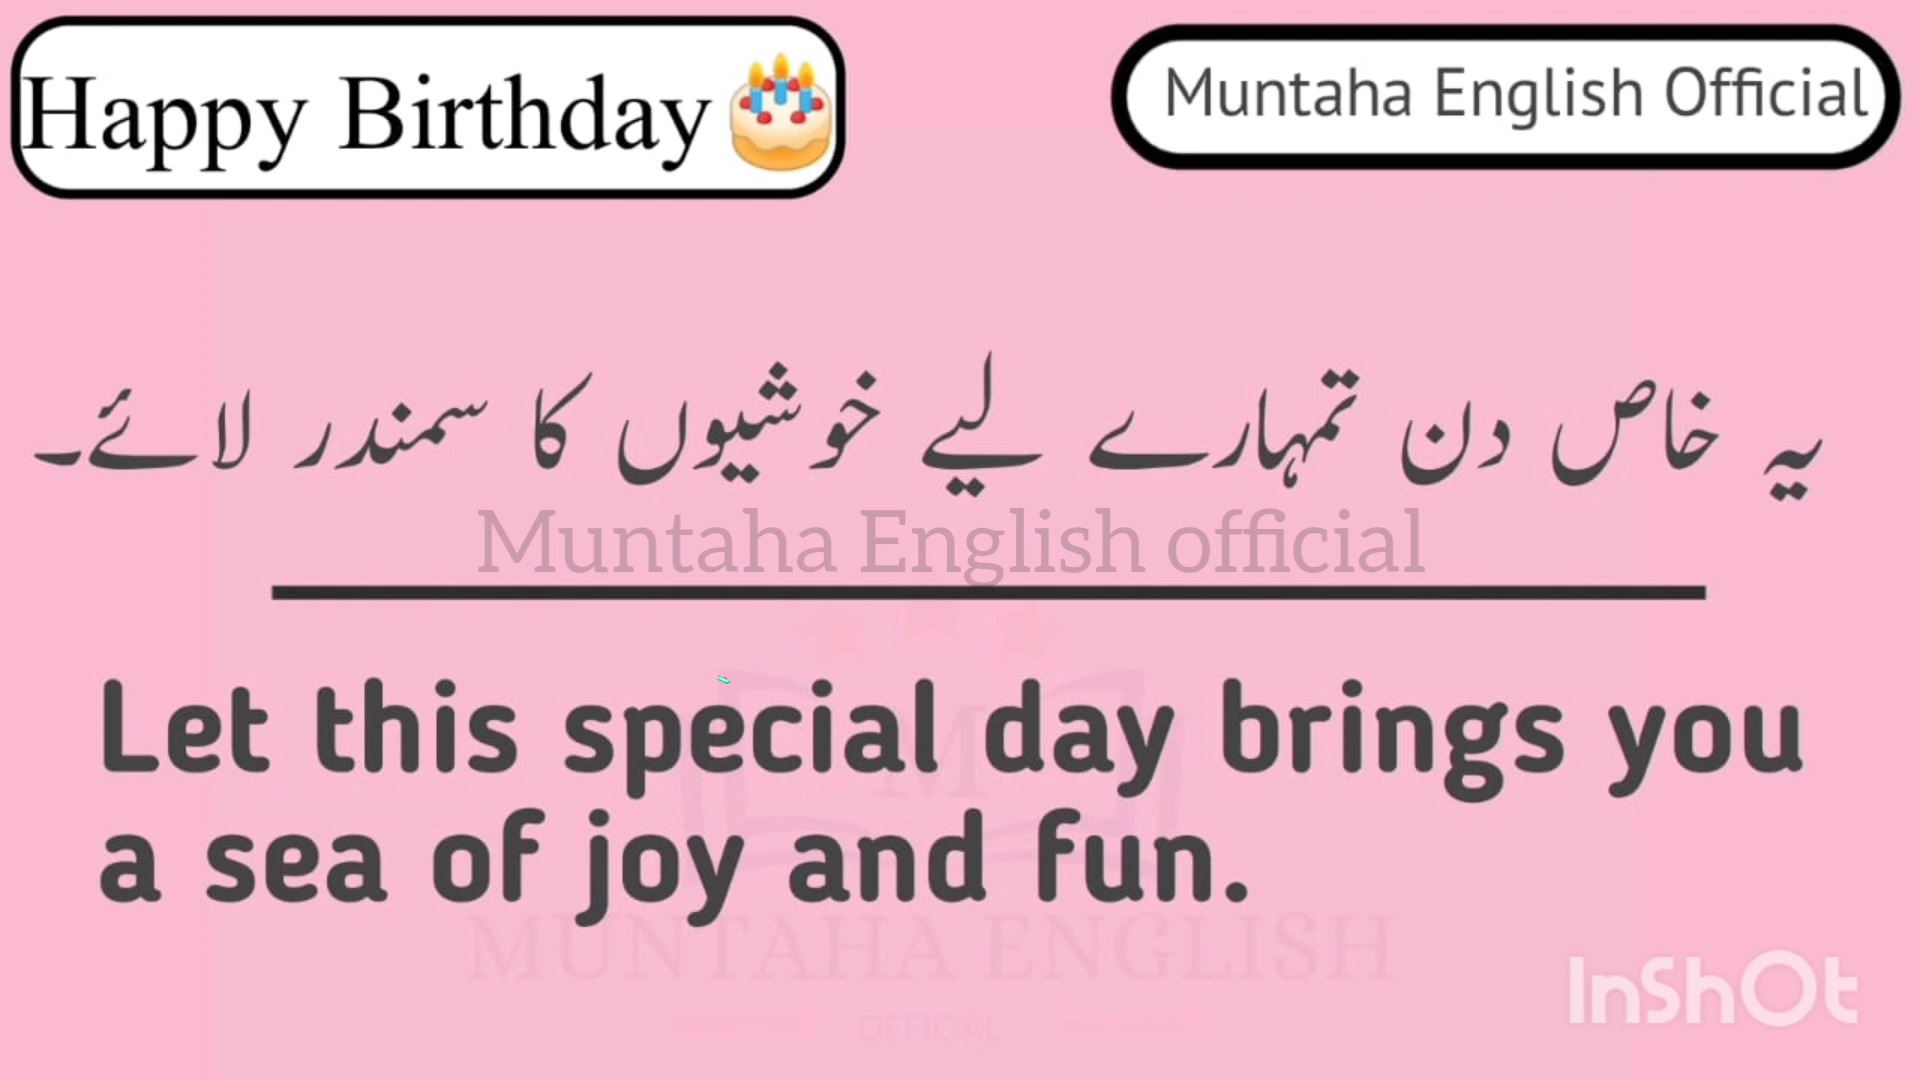 Happy Birthday🎂
Muntaha English Official
یہ خاص دن تمہارے لیے خوشیوں کا سمندر لائے۔
Muntaha English official
Let this special day brings you
a sea of joy and fun.
M
MUNTAHA ENGLISH
OFFICIAL
InShOt